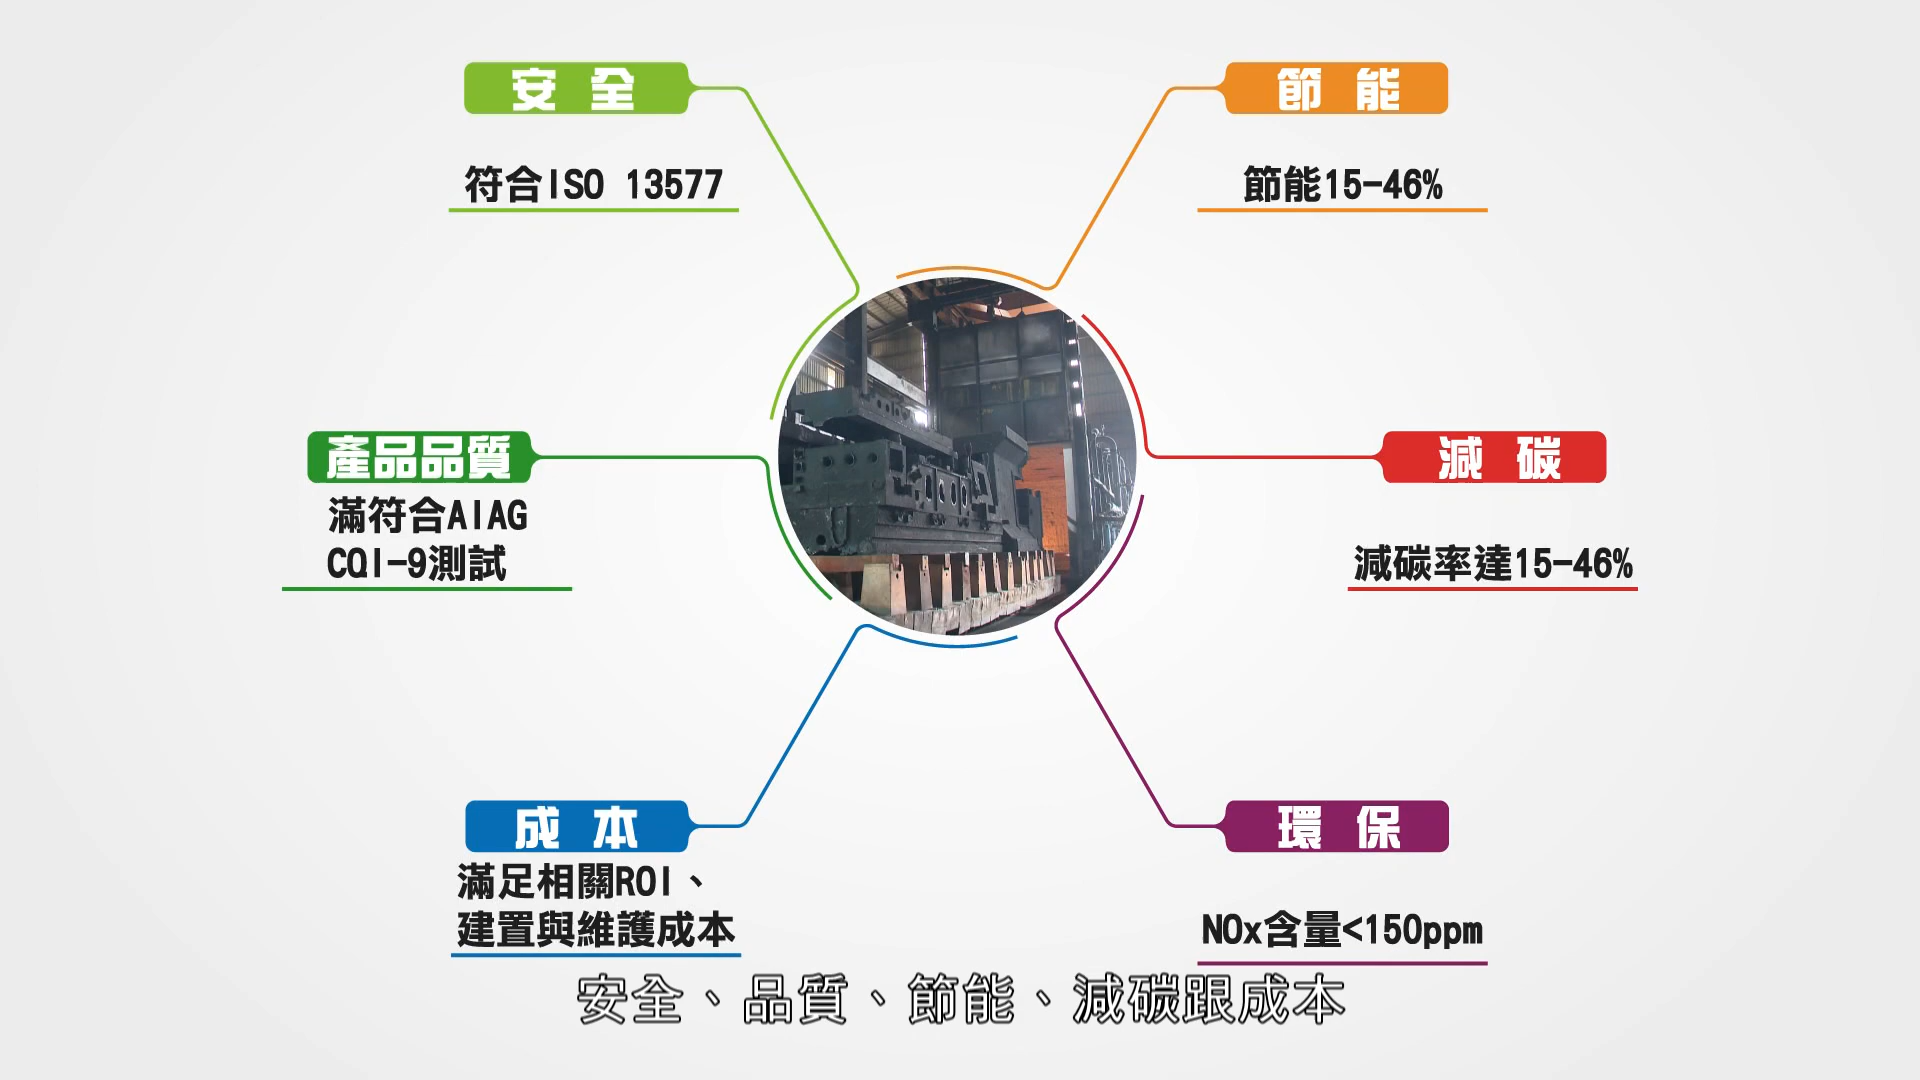 安全
符合ISO 13577
節能
節能15-46%
產品品質
滿符合AIAG
CQI-9測試
減碳
減碳率達15-46%
成本
滿足相關ROI、
建置與維護成本
環保
NOx含量<150ppm
安全、品質、節能、減碳跟成本